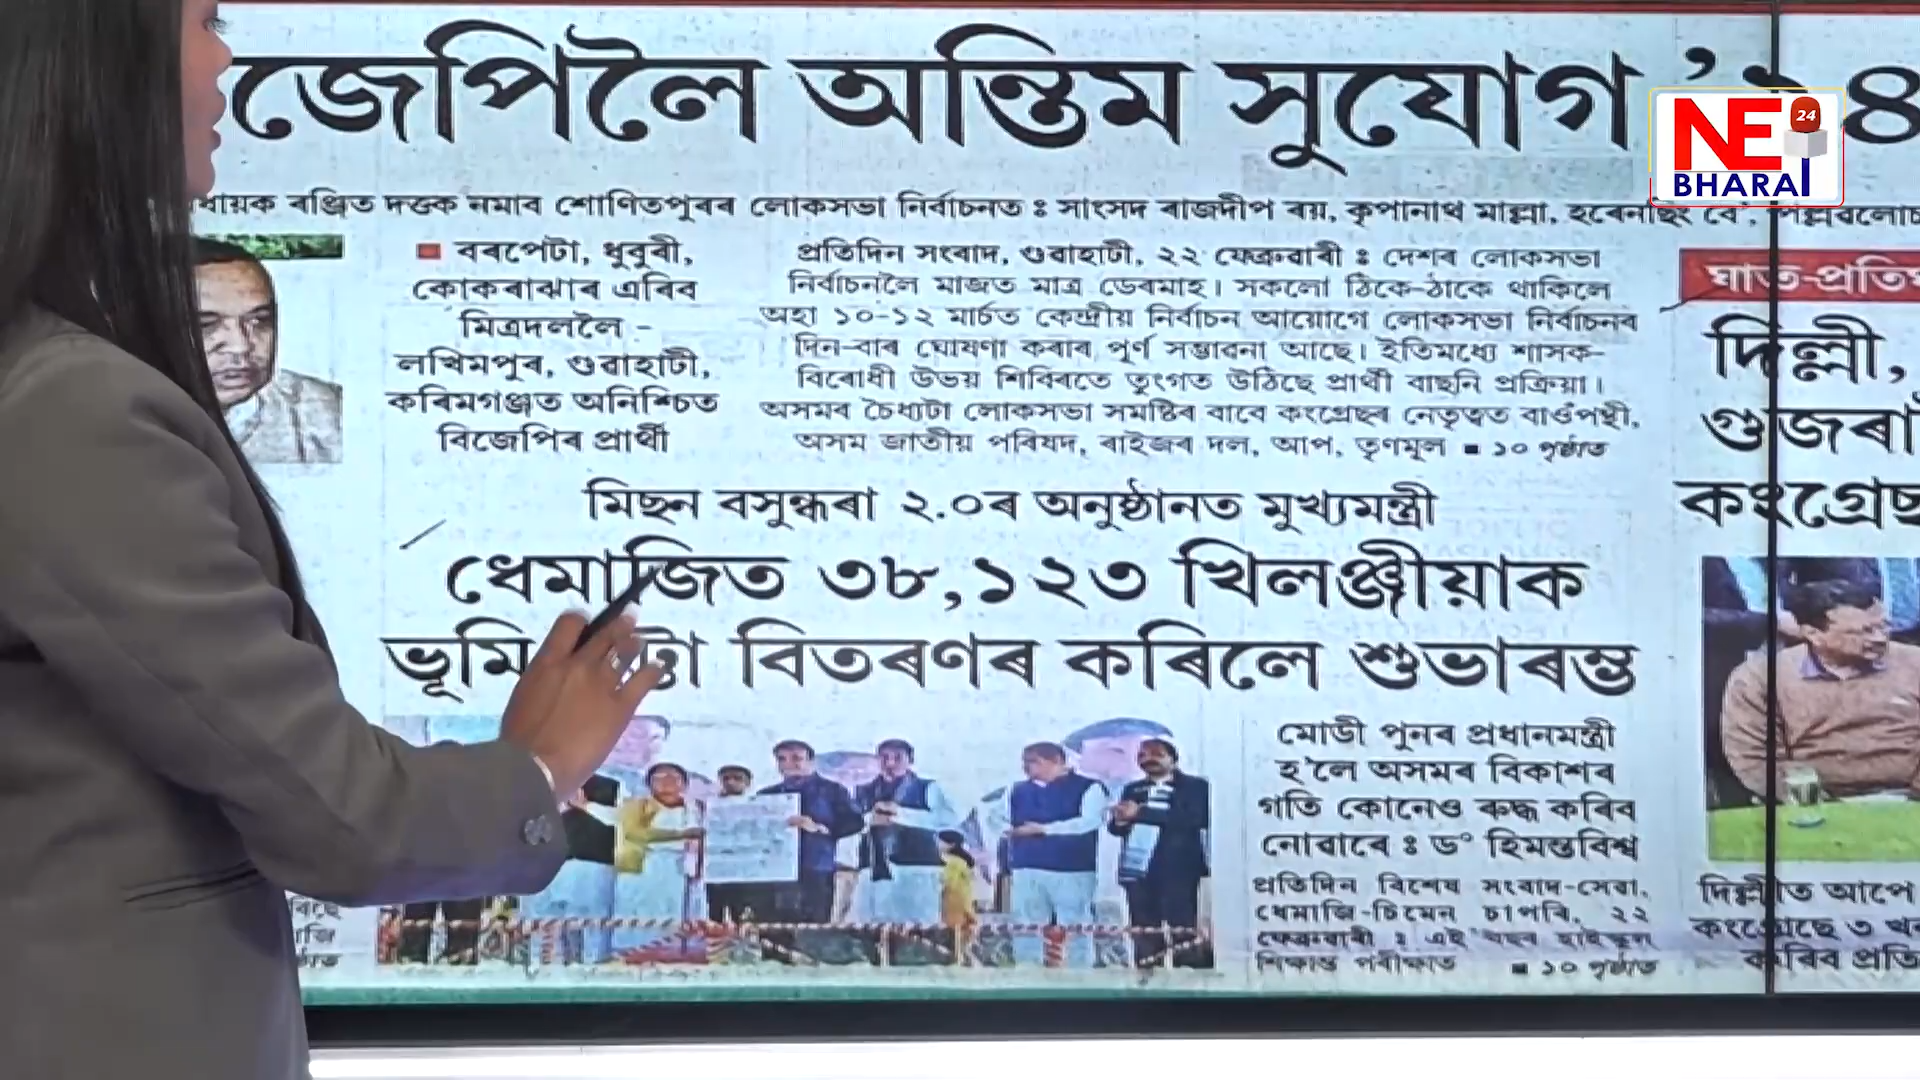 জেপিলৈ অন্তিম সুযোগ
NE 24
BHARAT
ৰঞ্জিত দত্তক নমাব শোণিতপুৰৰ লোকসভা নিৰ্বাচনত : সাংসদ ৰাজদীপ ৰয়, কৃপানাথ মাল্লা,
বৰপেটা, ধুবুৰী,
কোকৰাঝাৰ এৰিব
মিত্ৰদললৈ -
লখিমপুৰ, গুৱাহাটী,
কৰিমগঞ্জত অনিশ্চিত
বিজেপিৰ প্ৰাৰ্থী
প্ৰতিদিন সংবাদ, গুৱাহাটী, ২২ ফেব্ৰুৱাৰী : দেশৰ লোকসভা
নিৰ্বাচনলৈ মাজত মাত্ৰ ডেৰমাহ। সকলো ঠিকে-ঠাকে থাকিলে
অহা ১০-১২ মাৰ্চত কেন্দ্ৰীয় নিৰ্বাচন আয়োগে লোকসভা নিৰ্বাচনৰ
দিন-বাৰ ঘোষণা কৰাৰ পূৰ্ণ সম্ভাৱনা আছে। ইতিমধ্যে শাসক-
বিৰোধী উভয় শিবিৰতে তুংগত উঠিছে প্ৰাৰ্থী বাছনি প্ৰক্ৰিয়া।
অসমৰ চৈধ্যটা লোকসভা সমষ্টিৰ বাবে কংগ্ৰেছৰ নেতৃত্বত বাওঁপন্থী,
অসম জাতীয় পৰিষদ, ৰাইজৰ দল, আপ, তৃণমূল ■ ১০ পৃষ্ঠাত
মিছন বসুন্ধৰা ২.০ৰ অনুষ্ঠানত মুখ্যমন্ত্ৰী
ধেমাজিত ৩৮,১২৩ খিলঞ্জীয়াক
ভূমি বিতৰণৰ কৰিলে শুভাৰম্ভ
মোডী পুনৰ প্ৰধানমন্ত্ৰী
হ'লে অসমৰ বিকাশৰ
গতি কোনেও ৰুদ্ধ কৰিব
নোৱাৰে : ড° হিমন্তবিশ্ব
প্ৰতিদিন বিশেষ সংবাদ-সেৱা,
ধেমাজি-চিমেন চাপৰি, ২২
ফেব্ৰুৱাৰী : এই বছৰ হাইস্কুল
শিক্ষান্ত পৰীক্ষাত ■ ১০ পৃষ্ঠাত
ঘাত-প্ৰতিঘ
দিল্লী,
গুজৰা
কংগ্ৰেছ
দিল্লীত আপে
কংগ্ৰেছে ৩ খ
কৰিব প্ৰতি